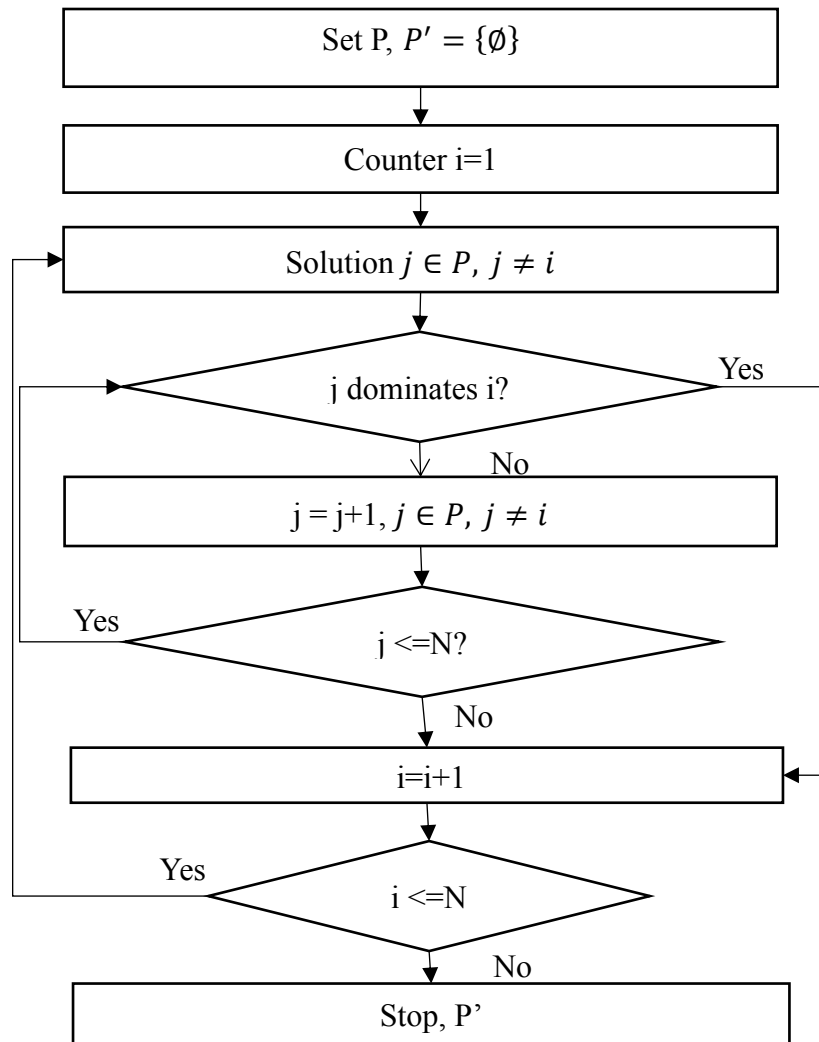 Set P, 𝑃′ = {∅}
Counter i=1
Solution 𝑗 ∈ 𝑃, 𝑗 ≠ 𝑖
j dominates i?
Yes
No
j = j+1, 𝑗 ∈ 𝑃, 𝑗 ≠ 𝑖
Yes
j <=N?
No
i=i+1
Yes
i <=N
No
Stop, P’